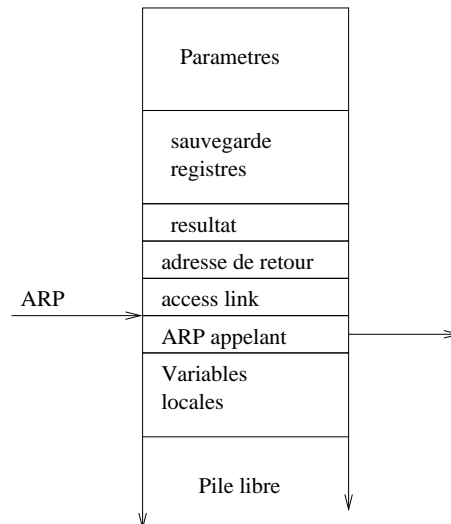 Parametres
sauvegarde
registres
resultat
adresse de retour
ARP
access link
ARP appelant
Variables
locales
Pile libre